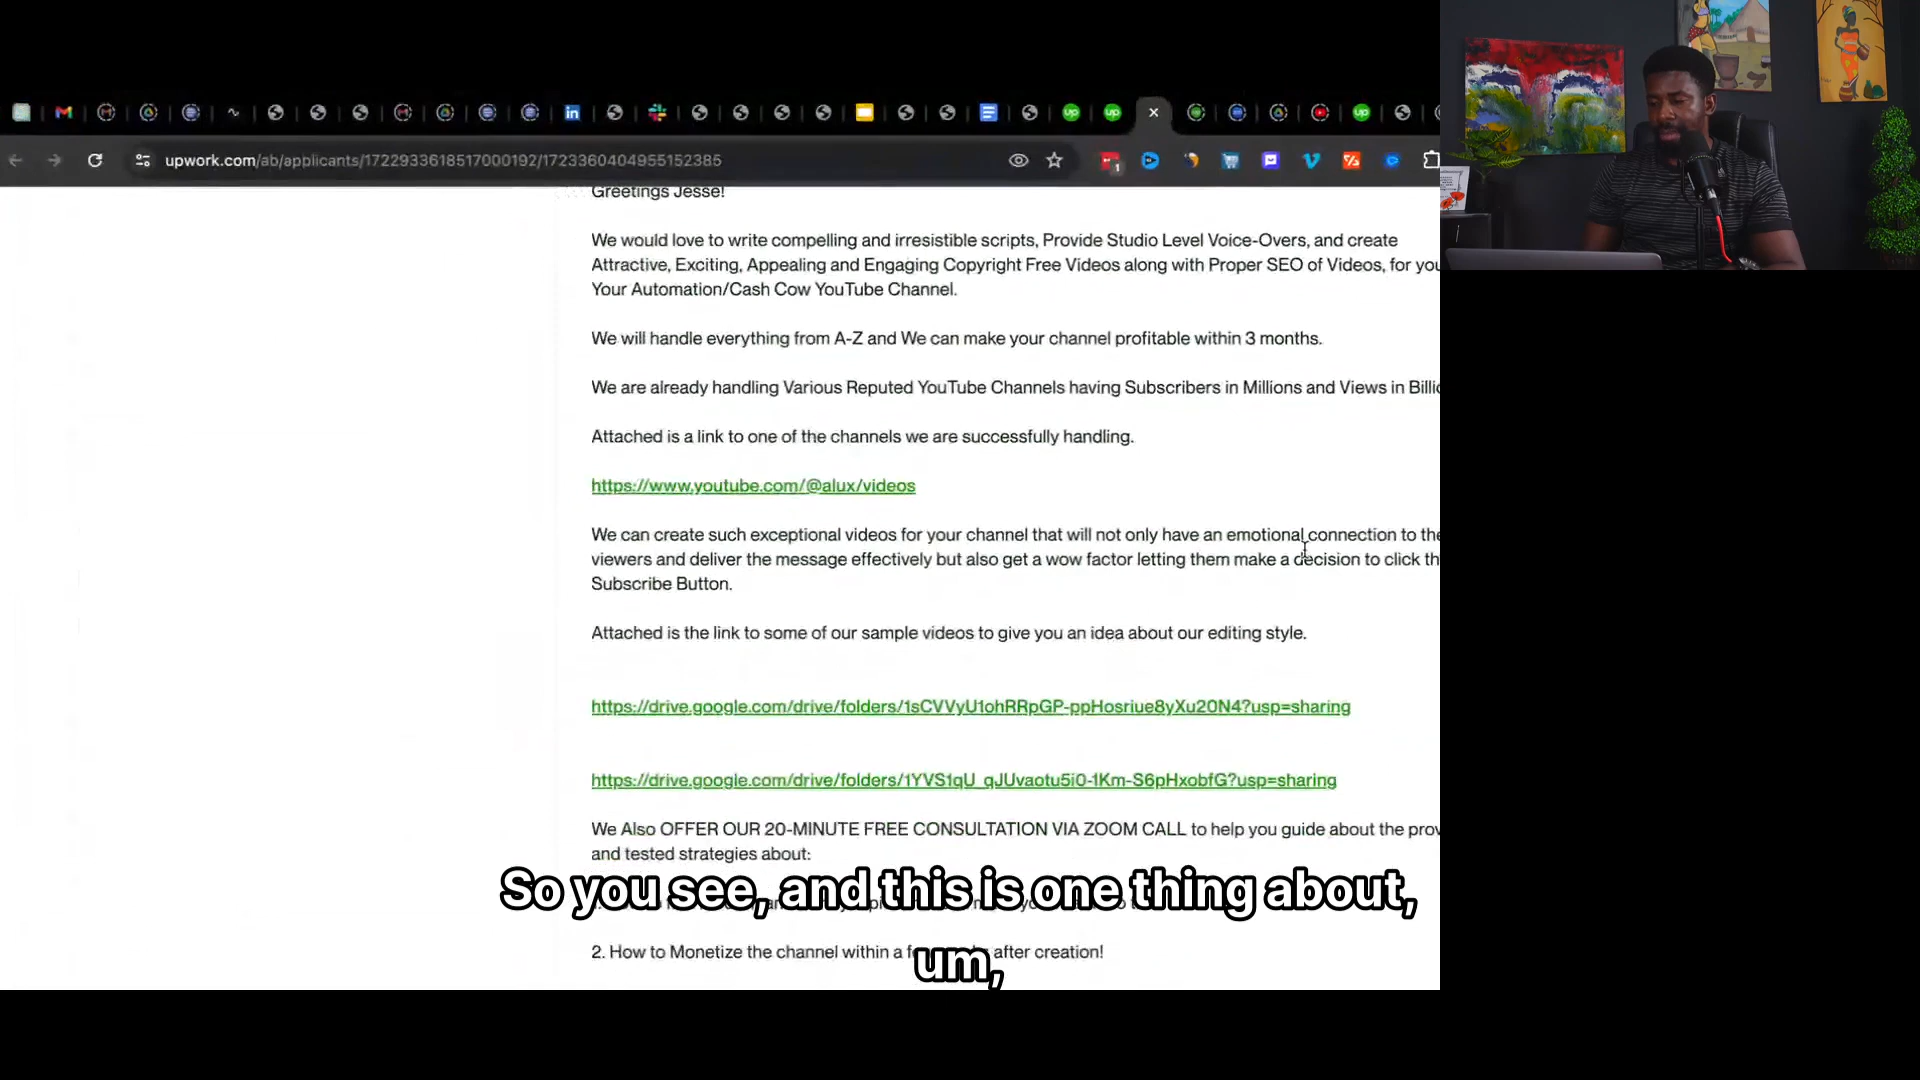 upwork.com/ab/applicants/1722933618517000192/1723360404955152385
Greetings Jesse!
We would love to write compelling and irresistible scripts, Provide Studio Level Voice-Overs, and create
Attractive, Exciting, Appealing and Engaging Copyright Free Videos along with Proper SEO of Videos, for you
Your Automation/Cash Cow YouTube Channel.
We will handle everything from A-Z and We can make your channel profitable within 3 months.
We are already handling Various Reputed YouTube Channels having Subscribers in Millions and Views in Billi
Attached is a link to one of the channels we are successfully handling.
https://www.youtube.com/@alux/videos
We can create such exceptional videos for your channel that will not only have an emotional connection to the
viewers and deliver the message effectively but also get a wow factor letting them make a decision to click th
Subscribe Button.
Attached is the link to some of our sample videos to give you an idea about our editing style.
https://drive.google.com/drive/folders/1sCVVyU1ohRRpGP-ppHosriue8yXu20N4?usp=sharing
https://drive.google.com/drive/folders/1YVS1qU_qJUvaotu5i0-1Km-S6pHxobfG?usp=sharing
We Also OFFER OUR 20-MINUTE FREE CONSULTATION VIA ZOOM CALL to help you guide about the prov
and tested strategies about:
So you see, and this is one thing about,
2. How to Monetize the channel within a f after creation!
um,